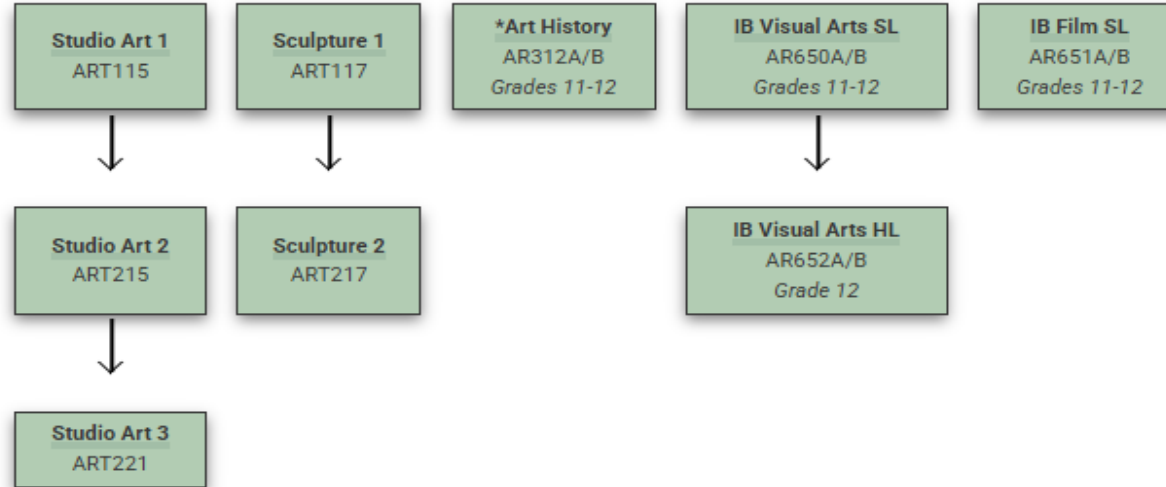 Studio Art 1
ART115
Sculpture 1
ART117
*Art History
AR312A/B
Grades 11-12
IB Visual Arts SL
AR650A/B
Grades 11-12
IB Film SL
AR651A/B
Grades 11-12
Studio Art 2
ART215
Sculpture 2
ART217
IB Visual Arts HL
AR652A/B
Grade 12
Studio Art 3
ART221